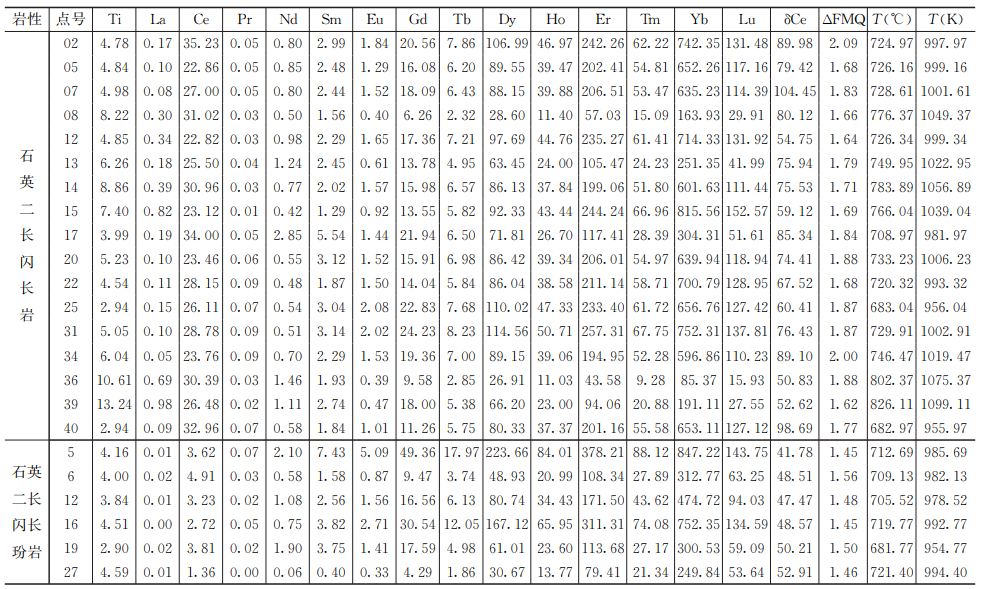 岩性 点号 Ti La Ce Pr Nd Sm Eu Gd Tb Dy Ho Er Tm Yb Lu δCe ΔFMQ T(℃) T(K)
石英二长闪长岩
02 4.78 0.17 35.23 0.05 0.80 2.99 1.84 20.56 7.86 106.99 46.97 242.26 62.22 742.35 131.48 89.98 2.09 724.97 997.97
05 4.84 0.10 22.86 0.05 0.85 2.48 1.29 16.08 6.20 89.55 39.47 202.41 54.81 652.26 117.16 79.42 1.68 726.16 999.16
07 4.98 0.08 27.00 0.05 0.80 2.44 1.52 18.09 6.43 88.15 39.88 206.51 53.47 635.23 114.39 104.45 1.83 728.61 1001.61
08 8.22 0.30 31.02 0.03 0.50 1.56 0.40 6.26 2.32 28.60 11.40 57.03 15.09 163.93 29.91 80.12 1.66 776.37 1049.37
12 4.85 0.34 22.82 0.03 0.98 2.29 1.65 17.36 7.21 97.69 44.76 235.27 61.41 714.33 131.92 54.75 1.64 726.34 999.34
13 6.26 0.18 25.50 0.04 1.24 2.45 0.61 13.78 4.95 63.45 24.00 105.47 24.23 251.35 41.99 75.94 1.79 749.95 1022.95
14 8.86 0.39 30.96 0.03 0.77 2.02 1.57 15.98 6.57 86.13 37.84 199.06 51.80 601.63 111.44 75.53 1.71 783.89 1056.89
15 7.40 0.82 23.12 0.01 0.42 1.29 0.92 13.55 5.82 92.33 43.44 244.24 66.96 815.56 152.57 59.12 1.69 766.04 1039.04
17 3.99 0.19 34.00 0.05 2.85 5.54 1.44 21.94 6.50 71.81 26.70 117.41 28.39 304.31 51.61 85.34 1.84 708.97 981.97
20 5.23 0.10 23.46 0.06 0.55 3.12 1.52 15.91 6.98 86.42 39.34 206.01 54.97 639.94 118.94 74.41 1.88 733.23 1006.23
22 4.54 0.11 28.15 0.09 0.48 1.87 1.50 14.04 5.84 86.04 38.58 211.14 58.71 700.79 128.95 67.52 1.68 720.32 993.32
25 2.94 0.15 26.11 0.07 0.54 3.04 2.08 22.83 7.68 110.02 47.33 233.40 61.72 656.76 127.42 60.41 1.87 683.04 956.04
31 5.05 0.10 28.78 0.09 0.51 3.14 2.02 24.23 8.23 114.56 50.71 257.31 67.75 752.31 137.81 76.43 1.87 729.91 1002.91
34 6.04 0.05 23.76 0.09 0.70 2.29 1.53 19.36 7.00 89.15 39.06 194.95 52.28 596.86 110.23 89.10 2.00 746.47 1019.47
36 10.61 0.69 30.39 0.03 1.46 1.93 0.39 9.58 2.85 26.91 11.03 43.58 9.28 85.37 15.93 50.83 1.88 802.37 1075.37
39 13.24 0.98 26.48 0.02 1.11 2.74 0.47 18.00 5.38 66.20 23.00 94.06 20.88 191.11 27.55 52.62 1.62 826.11 1099.11
40 2.94 0.09 32.96 0.07 0.58 1.84 1.01 11.26 5.75 80.33 37.37 201.16 55.58 653.11 127.12 98.69 1.77 682.97 955.97
石英二长闪长玢岩
5 4.16 0.01 3.62 0.07 2.10 7.43 5.09 49.36 17.97 223.66 84.01 378.21 88.12 847.22 143.75 41.78 1.45 712.69 985.69
6 4.00 0.02 4.91 0.03 0.58 1.58 0.87 9.47 3.74 48.93 20.99 108.34 27.89 312.77 63.25 48.51 1.56 709.13 982.13
12 3.84 0.01 3.23 0.02 1.08 2.56 1.56 16.56 6.13 80.74 34.43 171.50 43.62 474.72 94.03 47.47 1.48 705.52 978.52
16 4.51 0.00 2.72 0.05 0.75 3.82 2.71 30.54 12.05 167.12 65.95 311.31 74.08 752.35 134.59 48.57 1.45 719.77 992.77
19 2.90 0.02 3.81 0.02 1.90 3.75 1.41 17.59 4.98 61.01 23.60 113.68 27.17 300.53 59.09 50.21 1.50 681.77 954.77
27 4.59 0.01 1.36 0.00 0.06 0.40 0.33 4.29 1.86 30.67 13.77 79.41 21.34 249.84 53.64 52.91 1.46 721.40 994.40